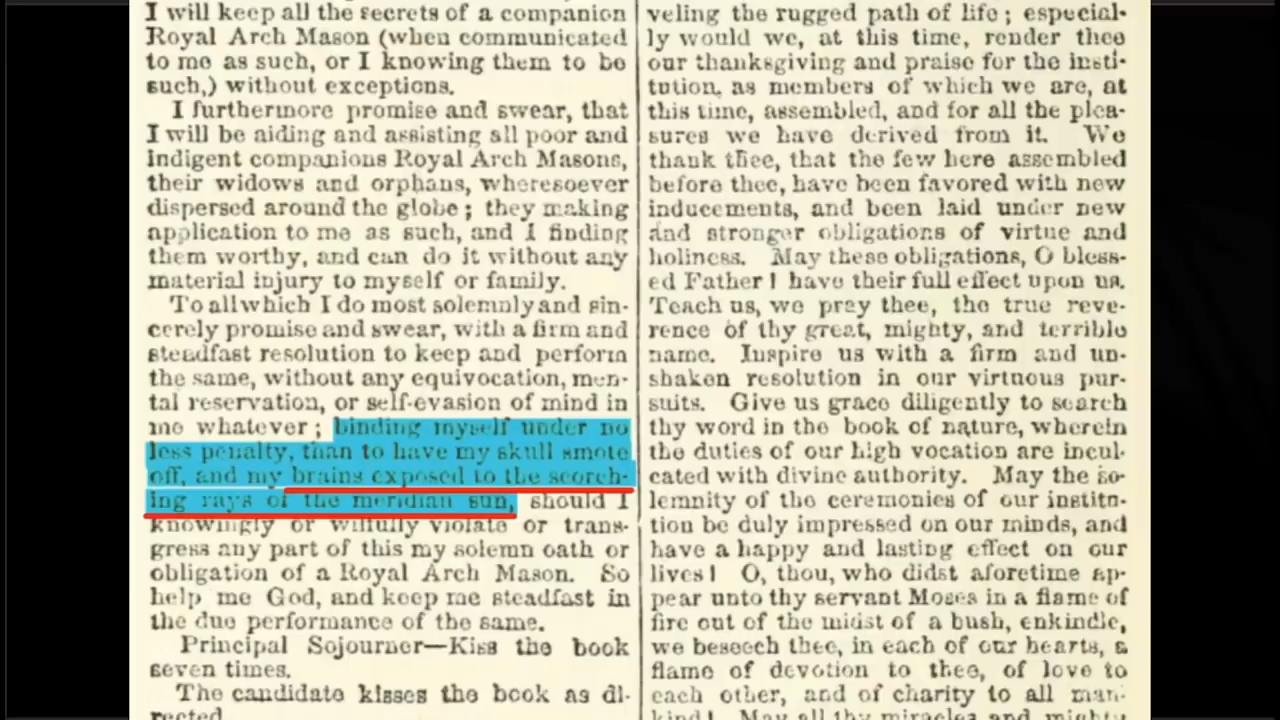 I will keep all the secrets of a companion
Royal Arch Mason (when communicated
to me as such, or I knowing them to be
such,) without exceptions.
I furthermore promise and swear, that
I will be aiding and assisting all poor and
indigent companions Royal Arch Masons,
their widows and orphans, wheresoever
dispersed around the globe; they making
application to me as such, and I finding
them worthy, and can do it without any
material injury to myself or family.
To all which I do most solemnly and sin-
cerely promise and swear, with a firm and
steadfast resolution to keep and perform
the same, without any equivocation, men-
tal reservation, or self-evasion of mind in
me whatever; binding myself under no
less penalty, than to have my skull smote
off, and my brains exposed to the scorch-
ing rays of the meridian sun, should I
knowingly or wilfully violate or trans-
gress any part of this my solemn oath or
obligation of a Royal Arch Mason. So
help me God, and keep me steadfast in
the due performance of the same.
Principal Sojourner—Kiss the book
seven times.
The candidate kisses the book as di-
rected.
veling the rugged path of life; especial-
ly would we, at this time, render thee
our thanksgiving and praise for the insti-
tution, as members of which we are, at
this time, assembled, and for all the plea-
sures we have derived from it. We
thank thee, that the few here assembled
before thee, have been favored with new
inducements, and been laid under new
and stronger obligations of virtue and
holiness. May these obligations, O bless-
ed Father! have their full effect upon us.
Teach us, we pray thee, the true reve-
rence of thy great, mighty, and terrible
name. Inspire us with a firm and un-
shaken resolution in our virtuous pur-
suits. Give us grace diligently to search
thy word in the book of nature, wherein
the duties of our high vocation are incul-
cated with divine authority. May the so-
lemnity of the ceremonies of our institu-
tion be duly impressed on our minds, and
have a happy and lasting effect on our
lives! O, thou, who didst aforetime ap-
pear unto thy servant Moses in a flame of
fire out of the midst of a bush, enkindle,
we beseech thee, in each of our hearts, a
flame of devotion to thee, of love to
each other, and of charity to all man-
kind! May all thy miracles and mighty